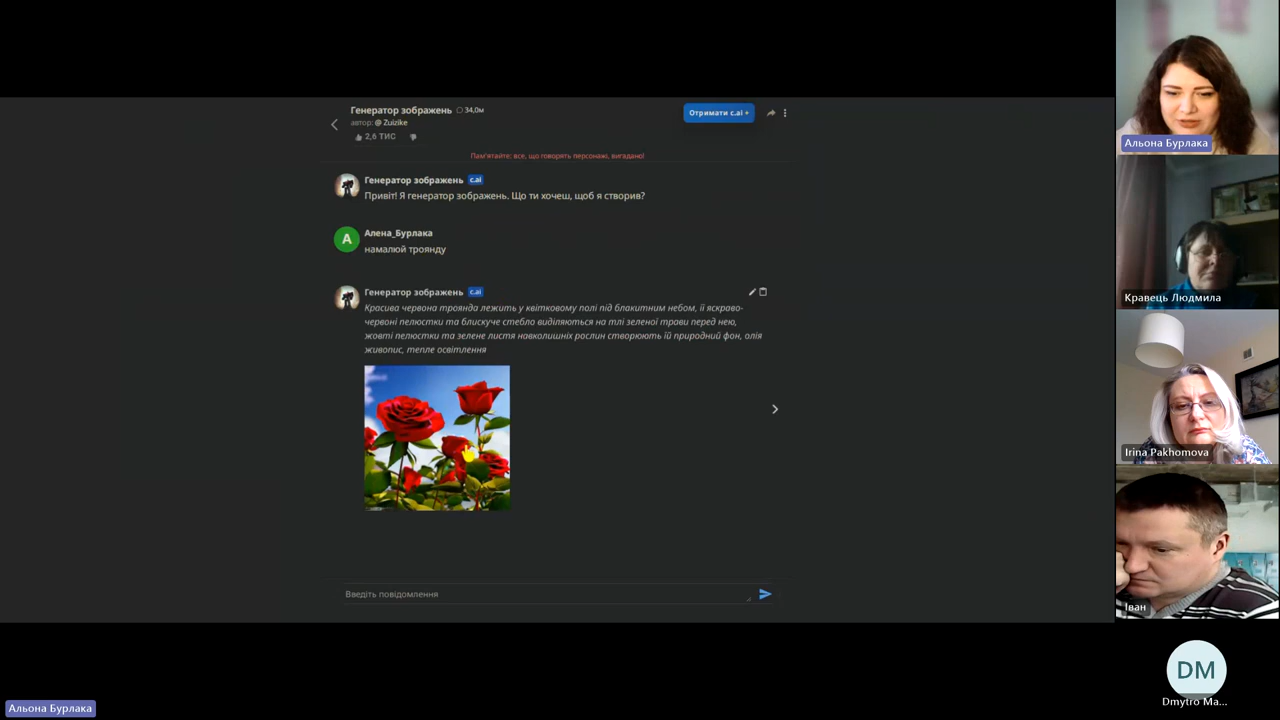 Генератор зображень 34,0м
автор: @ Zuizike
2,6 ТИС
Отримати c.ai +
Пам'ятайте: все, що говорять персонажі, вигадано!
Генератор зображень c.ai
Привіт! Я генератор зображень. Що ти хочеш, щоб я створив?
A
Алена_Бурлака
намалюй троянду
Генератор зображень c.ai
Красива червона троянда лежить у квітковому полі під блакитним небом, її яскраво-
червоні пелюстки та блискуче стебло виділяються на тлі зеленої трави перед нею,
жовті пелюстки та зелене листя навколишніх рослин створюють їй природний фон, олія
живопис, тепле освітлення
Введіть повідомлення
Альона Бурлака
Кравець Людмила
Irina Pakhomova
Іван
DM
Dmytro Ma...
Альона Бурлака